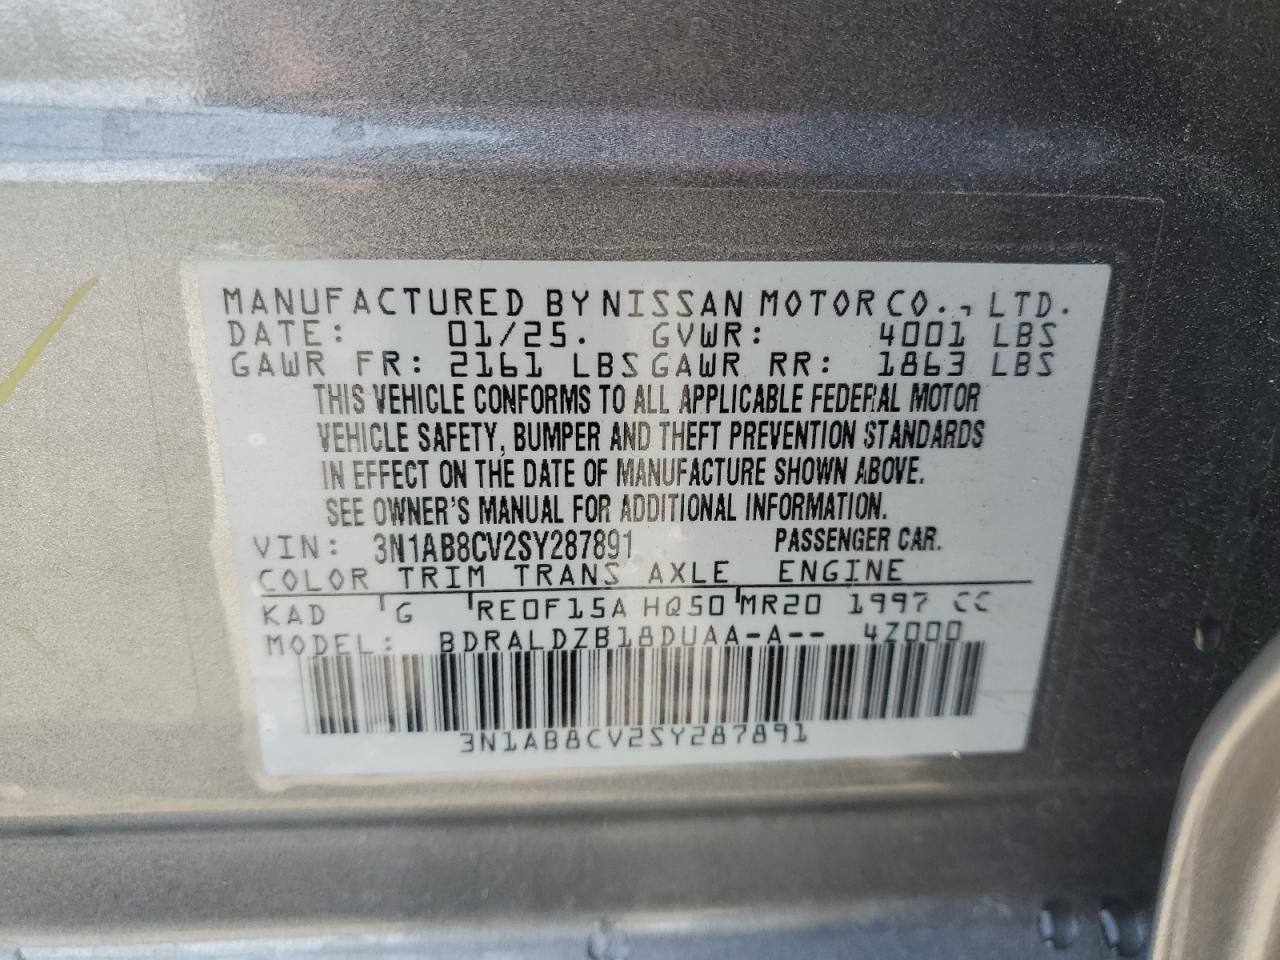 MANUFACTURED BY NISSAN MOTOR CO., LTD.
DATE: 01/25. GVWR: 4001 LBS
GAWR FR: 2161 LBS GAWR RR: 1863 LBS
THIS VEHICLE CONFORMS TO ALL APPLICABLE FEDERAL MOTOR
VEHICLE SAFETY, BUMPER AND THEFT PREVENTION STANDARDS
IN EFFECT ON THE DATE OF MANUFACTURE SHOWN ABOVE.
SEE OWNER'S MANUAL FOR ADDITIONAL INFORMATION.
VIN: 3N1AB8CV2SY287891 PASSENGER CAR.
COLOR TRIM TRANS AXLE ENGINE
KAD G RE0F15A HQ50 MR20 1997 CC
MODEL: BDRALDZB18DUAA-A-- 4Z000
3N1AB8CV2SY287891